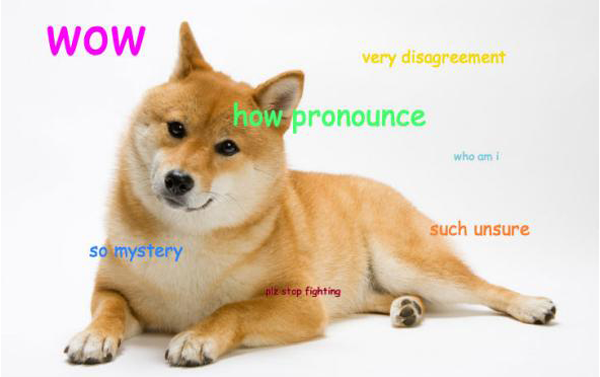 wow
very disagreement
how pronounce
who am i
such unsure
so mystery
plz stop fighting